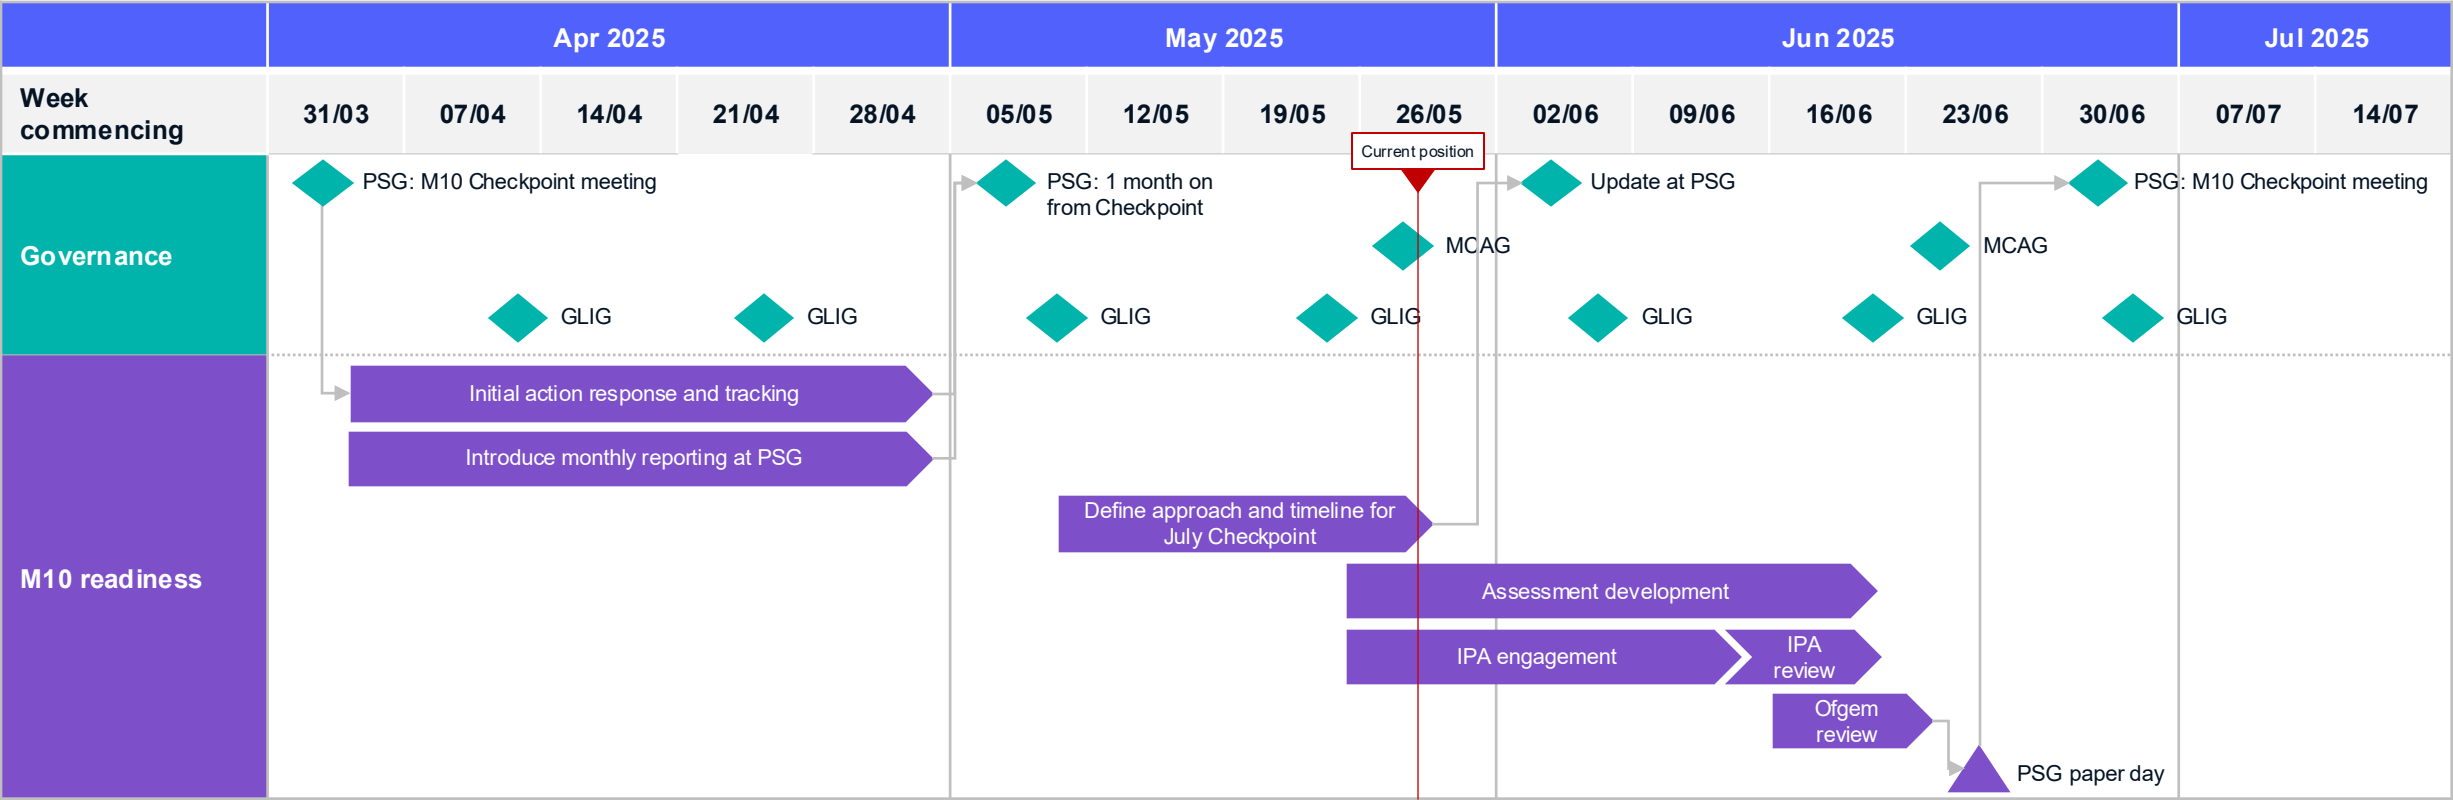 Apr 2025
May 2025
Jun 2025
Jul 2025
Week
commencing
31/03
07/04
14/04
21/04
28/04
05/05
12/05
19/05
26/05
02/06
09/06
16/06
23/06
30/06
07/07
14/07
Current position
Governance
PSG: M10 Checkpoint meeting
PSG: 1 month on
from Checkpoint
Update at PSG
PSG: M10 Checkpoint meeting
MCAG
MCAG
GLIG
GLIG
GLIG
GLIG
GLIG
GLIG
GLIG
M10 readiness
Initial action response and tracking
Introduce monthly reporting at PSG
Define approach and timeline for
July Checkpoint
Assessment development
IPA engagement
IPA
review
Ofgem
review
PSG paper day